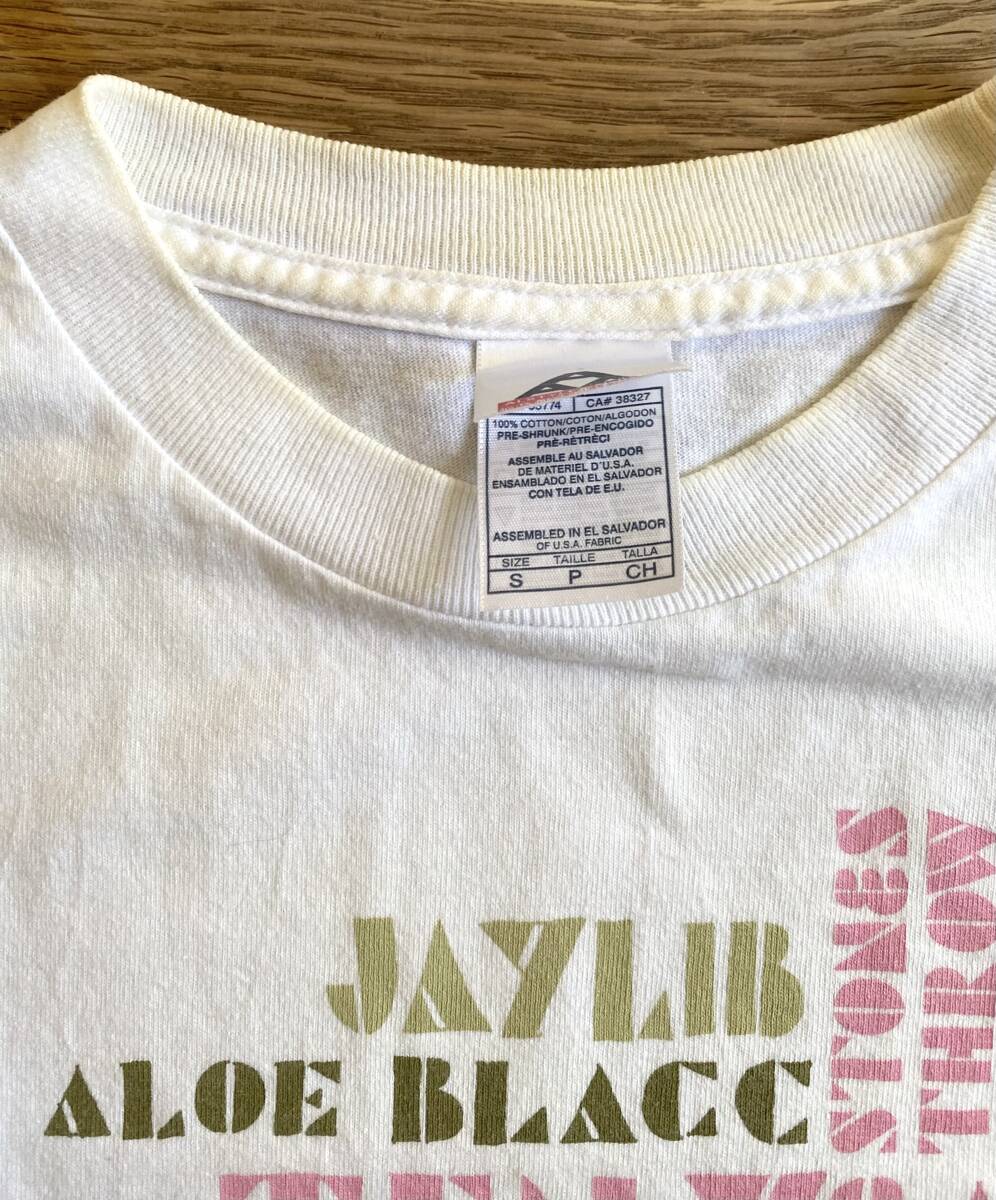 CA# 38327
100% COTTON/COTON/ALGODON
PRE-SHRUNK/PRE-ENCOGIDO
PRÉ-RÉTRÉCI
ASSEMBLE AU SALVADOR
DE MATERIEL D'U.S.A.
ENSAMBLADO EN EL SALVADOR
CON TELA DE E.U.
ASSEMBLED IN EL SALVADOR
OF U.S.A. FABRIC
SIZE TAILLE TALLA
S P CH
STONES
THROW
JAYLIB
ALOE BLACC